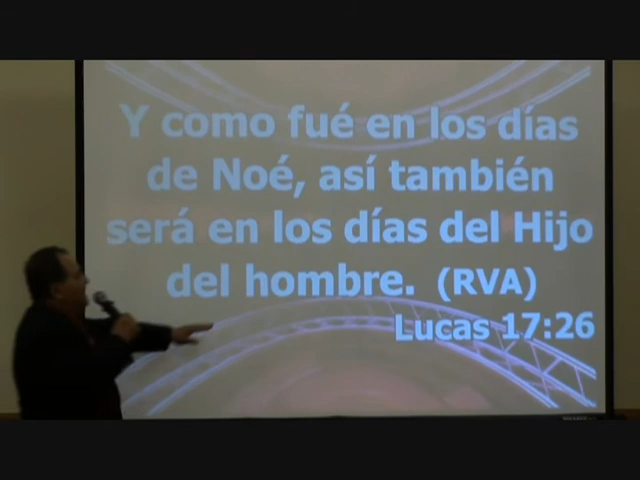 Y como fué en los días
de Noé, así también
será en los días del Hijo
del hombre. (RVA)
Lucas 17:26